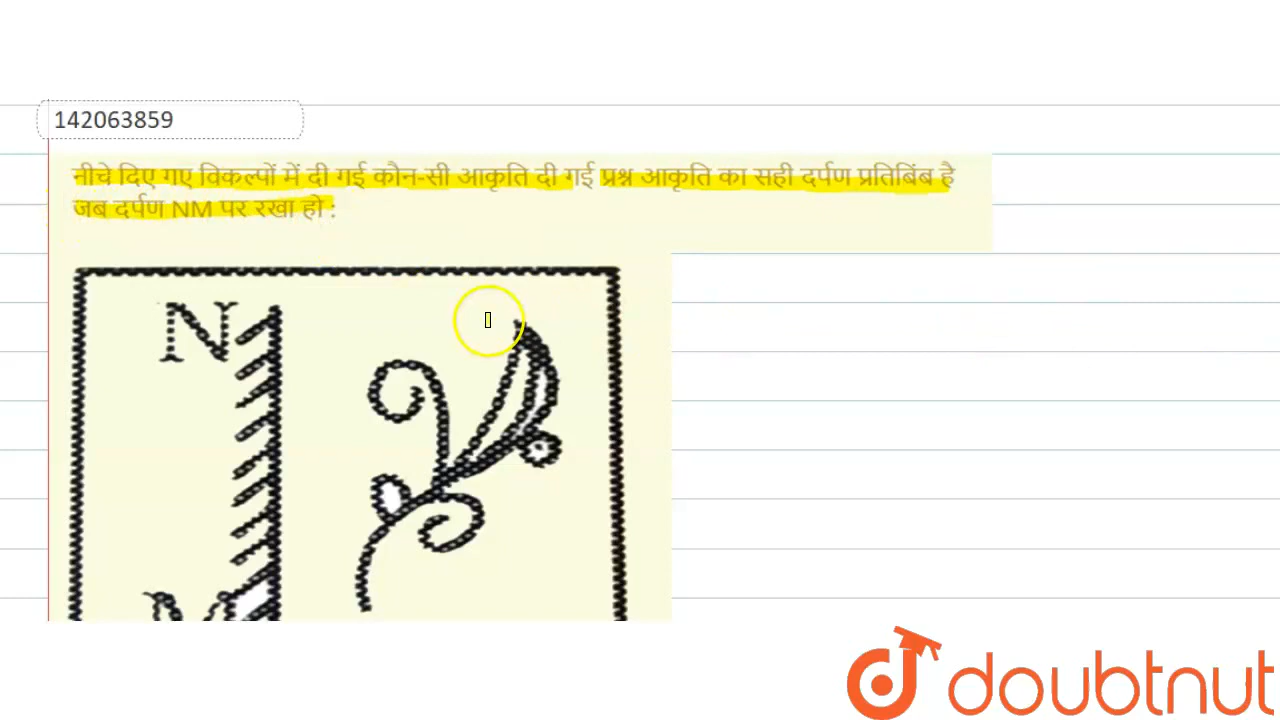 142063859
नीचे दिए गए विकल्पों में दी गई कौन-सी आकृति दी गई प्रश्न आकृति का सही दर्पण प्रतिबिंब है
जब दर्पण NM पर रखा हो :
N
M
doubtnut